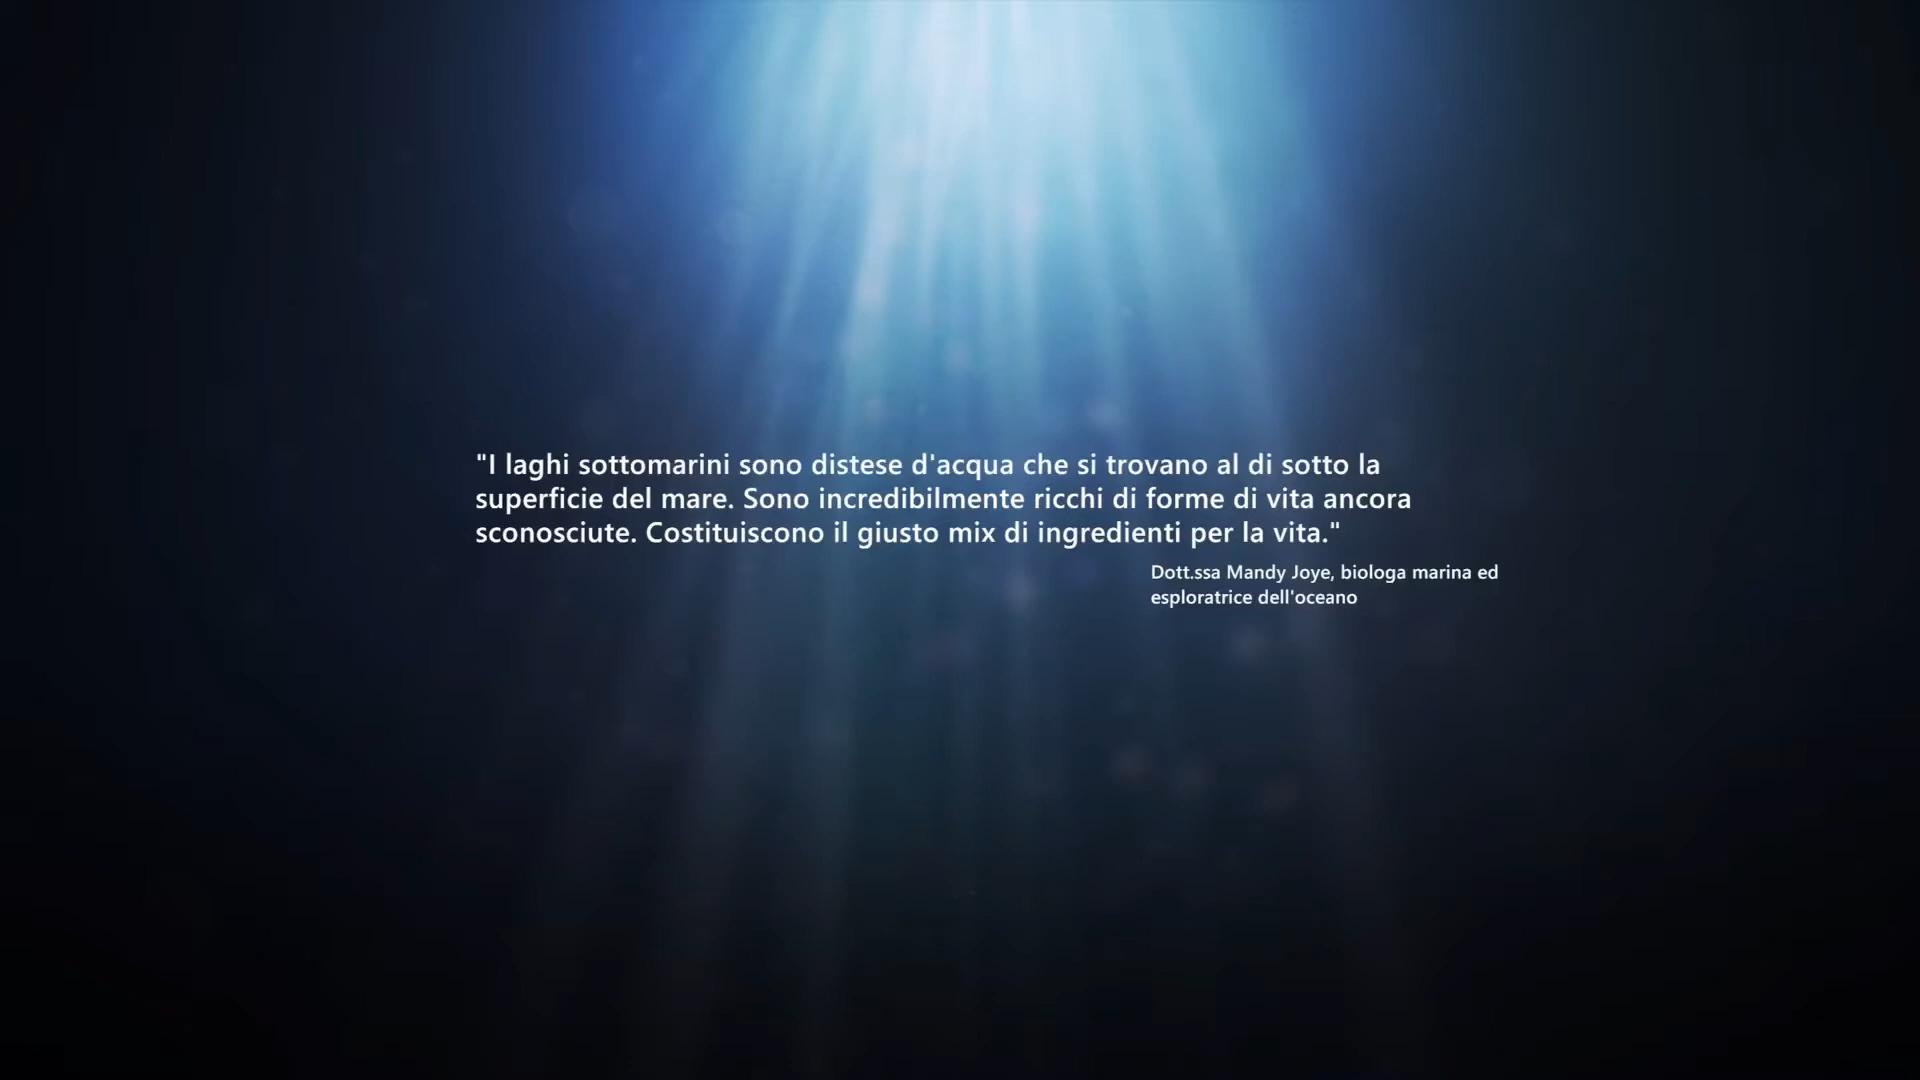 "I laghi sottomarini sono distese d'acqua che si trovano al di sotto la
superficie del mare. Sono incredibilmente ricchi di forme di vita ancora
sconosciute. Costituiscono il giusto mix di ingredienti per la vita."
Dott.ssa Mandy Joye, biologa marina ed
esploratrice dell'oceano